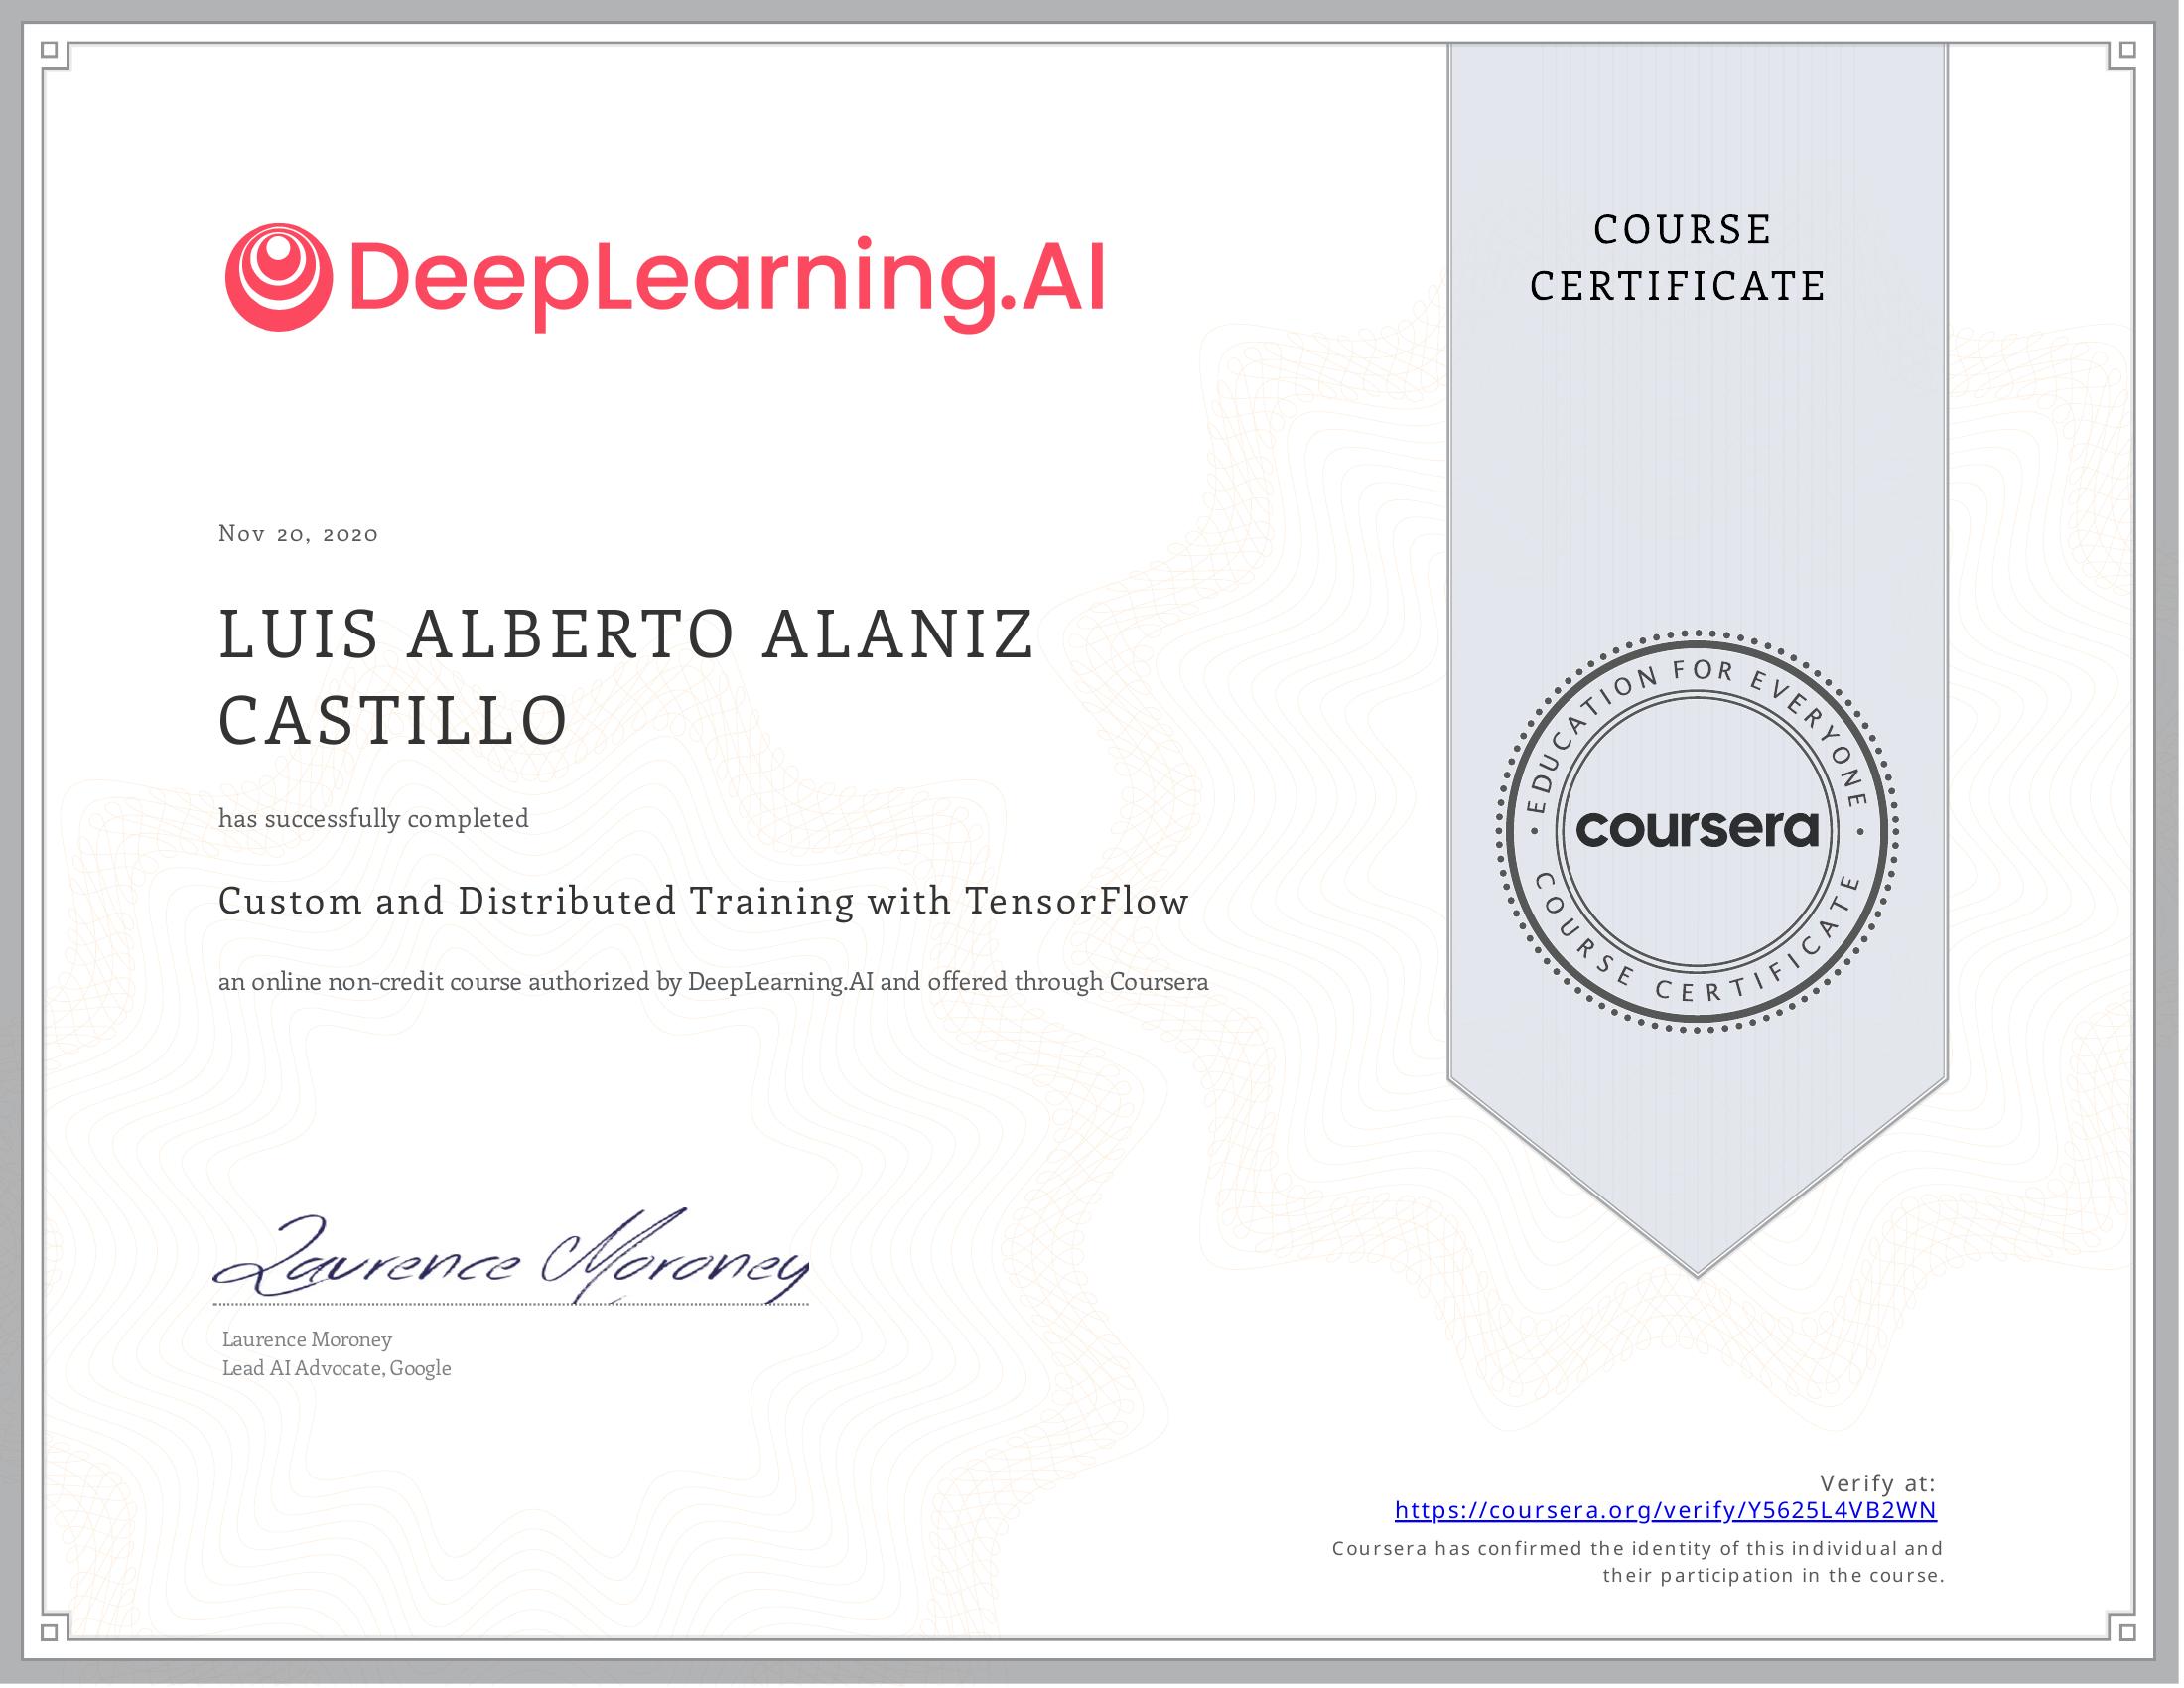 DeepLearning.AI
COURSE
CERTIFICATE
Nov 20, 2020
LUIS ALBERTO ALANIZ
CASTILLO
has successfully completed
Custom and Distributed Training with TensorFlow
an online non-credit course authorized by DeepLearning.AI and offered through Coursera
EDUCATION FOR EVERYONE
coursera
COURSE CERTIFICATE
Laurence Moroney
Laurence Moroney
Lead AI Advocate, Google
Verify at:
https://coursera.org/verify/Y5625L4VB2WN
Coursera has confirmed the identity of this individual and
their participation in the course.